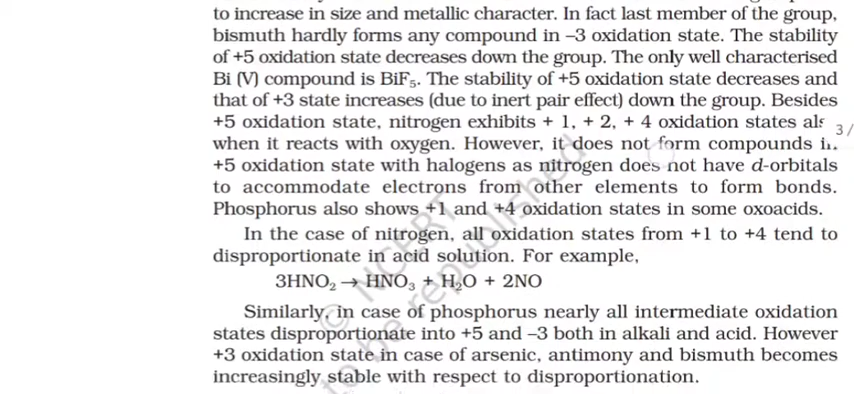 to increase in size and metallic character. In fact last member of the group,
bismuth hardly forms any compound in –3 oxidation state. The stability
of +5 oxidation state decreases down the group. The only well characterised
Bi (V) compound is BiF₅. The stability of +5 oxidation state decreases and
that of +3 state increases (due to inert pair effect) down the group. Besides
+5 oxidation state, nitrogen exhibits + 1, + 2, + 4 oxidation states als
3/
when it reacts with oxygen. However, it does not form compounds in
+5 oxidation state with halogens as nitrogen does not have d-orbitals
to accommodate electrons from other elements to form bonds.
Phosphorus also shows +1 and +4 oxidation states in some oxoacids.
In the case of nitrogen, all oxidation states from +1 to +4 tend to
disproportionate in acid solution. For example,
3HNO₂ → HNO₃ + H₂O + 2NO
Similarly, in case of phosphorus nearly all intermediate oxidation
states disproportionate into +5 and –3 both in alkali and acid. However
+3 oxidation state in case of arsenic, antimony and bismuth becomes
increasingly stable with respect to disproportionation.
© NCERT
to be republished